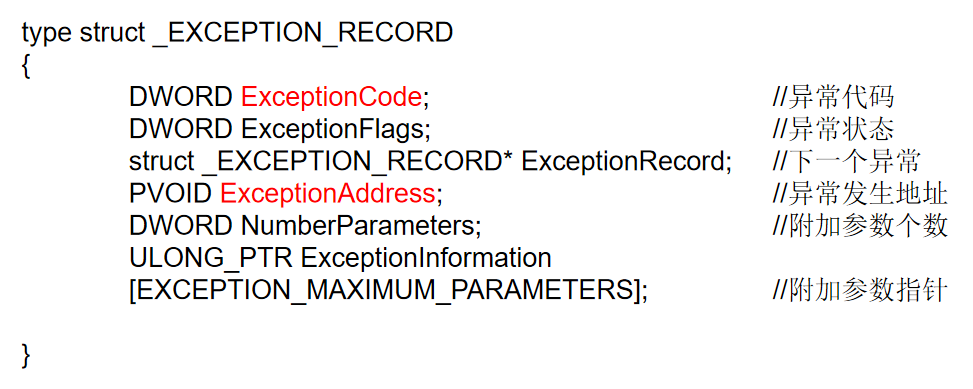 type struct _EXCEPTION_RECORD
{
DWORD ExceptionCode; //异常代码
DWORD ExceptionFlags; //异常状态
struct _EXCEPTION_RECORD* ExceptionRecord; //下一个异常
PVOID ExceptionAddress; //异常发生地址
DWORD NumberParameters; //附加参数个数
ULONG_PTR ExceptionInformation
[EXCEPTION_MAXIMUM_PARAMETERS]; //附加参数指针
}